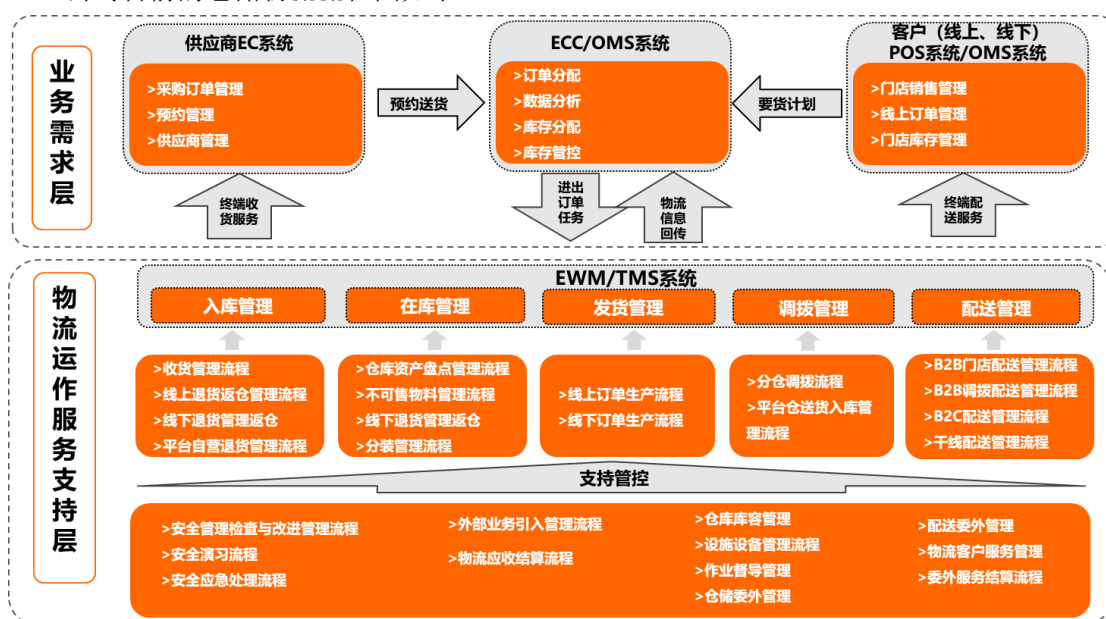 业务需求层
供应商EC系统
>采购订单管理
>预约管理
>供应商管理
预约送货
ECC/OMS系统
>订单分配
>数据分析
>库存分配
>库存管控
要货计划
客户（线上、线下）
POS系统/OMS系统
>门店销售管理
>线上订单管理
>门店库存管理
终端收
货服务
进出
订单
任务
物流
信息
回传
终端配
送服务
物流运作服务支持层
EWM/TMS系统
入库管理
在库管理
发货管理
调拨管理
配送管理
>收货管理流程
>线上退货返仓管理流程
>线下退货管理返仓
>平台自营退货管理流程
>仓库资产盘点管理流程
>不可售物料管理流程
>线下退货管理返仓
>分装管理流程
>线上订单生产流程
>线下订单生产流程
>分仓调拨流程
>平台仓送货入库管
理流程
>B2B门店配送管理流程
>B2B调拨配送管理流程
>B2C配送管理流程
>干线配送管理流程
支持管控
>安全管理检查与改进管理流程
>安全演习流程
>安全应急处理流程
>外部业务引入管理流程
>物流应收结算流程
>仓库库容管理
>设施设备管理流程
>作业督导管理
>仓储委外管理
>配送委外管理
>物流客户服务管理
>委外服务结算流程